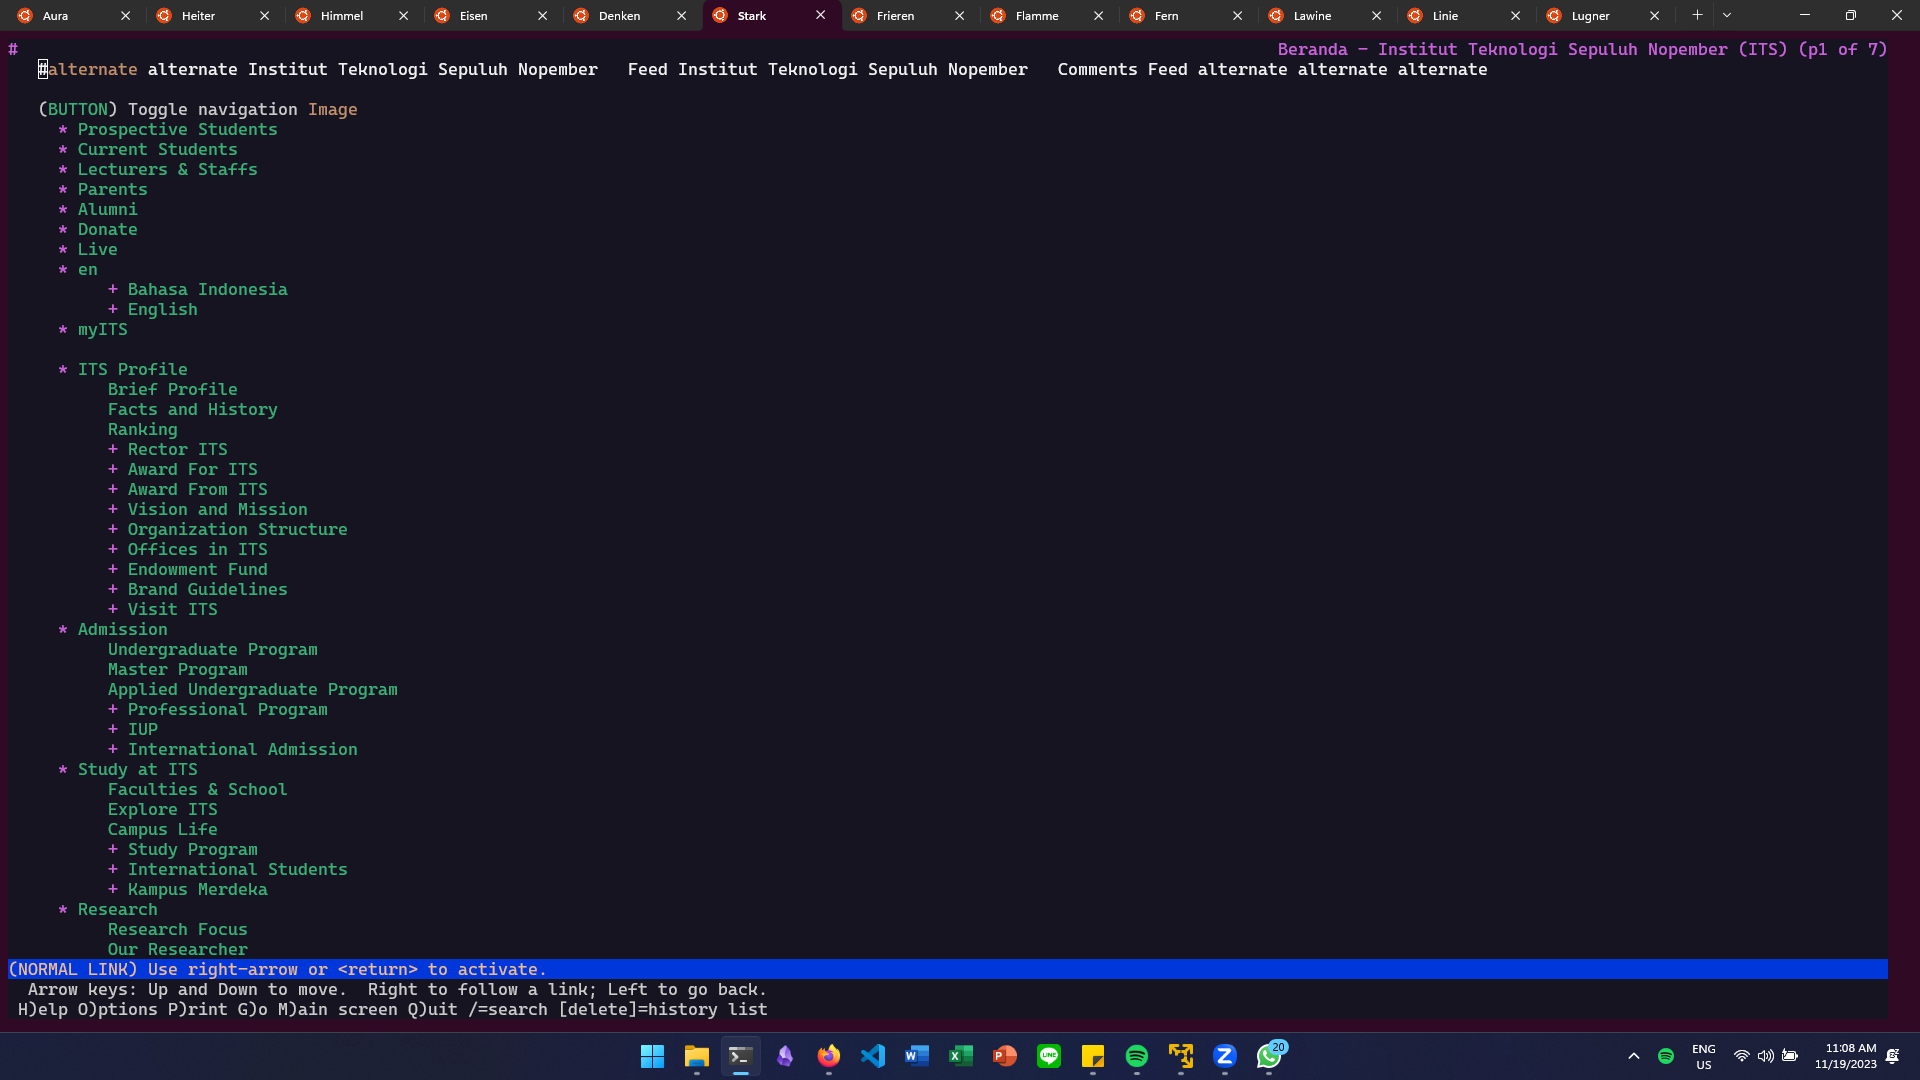 Aura Heiter Himmel Eisen Denken Stark Frieren Flamme Fern Lawine Linie Lugner
# Beranda - Institut Teknologi Sepuluh Nopember (ITS) (p1 of 7)
#alternate alternate Institut Teknologi Sepuluh Nopember Feed Institut Teknologi Sepuluh Nopember Comments Feed alternate alternate alternate
(BUTTON) Toggle navigation Image
* Prospective Students
* Current Students
* Lecturers & Staffs
* Parents
* Alumni
* Donate
* Live
* en
+ Bahasa Indonesia
+ English
* myITS
* ITS Profile
Brief Profile
Facts and History
Ranking
+ Rector ITS
+ Award For ITS
+ Award From ITS
+ Vision and Mission
+ Organization Structure
+ Offices in ITS
+ Endowment Fund
+ Brand Guidelines
+ Visit ITS
* Admission
Undergraduate Program
Master Program
Applied Undergraduate Program
+ Professional Program
+ IUP
+ International Admission
* Study at ITS
Faculties & School
Explore ITS
Campus Life
+ Study Program
+ International Students
+ Kampus Merdeka
* Research
Research Focus
Our Researcher
(NORMAL LINK) Use right-arrow or <return> to activate.
Arrow keys: Up and Down to move. Right to follow a link; Left to go back.
H)elp O)ptions P)rint G)o M)ain screen Q)uit /=search [delete]=history list
20
ENG
US
11:08 AM
11/19/2023